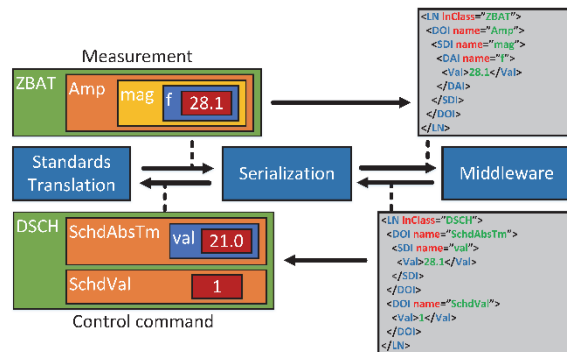 Measurement
ZBAT
Amp
mag
f
28.1
<LN lnClass="ZBAT">
<DOI name="Amp">
<SDI name="mag">
<DAI name="f">
<Val>28.1</Val>
</DAI>
</SDI>
</DOI>
</LN>
Standards
Translation
Serialization
Middleware
DSCH
SchdAbsTm
val
21.0
SchdVal
1
Control command
<LN lnClass="DSCH">
<DOI name="SchdAbsTm">
<SDI name="val">
<Val>28.1</Val>
</SDI>
</DOI>
<DOI name="SchdVal">
<Val>1</Val>
</DOI>
</LN>